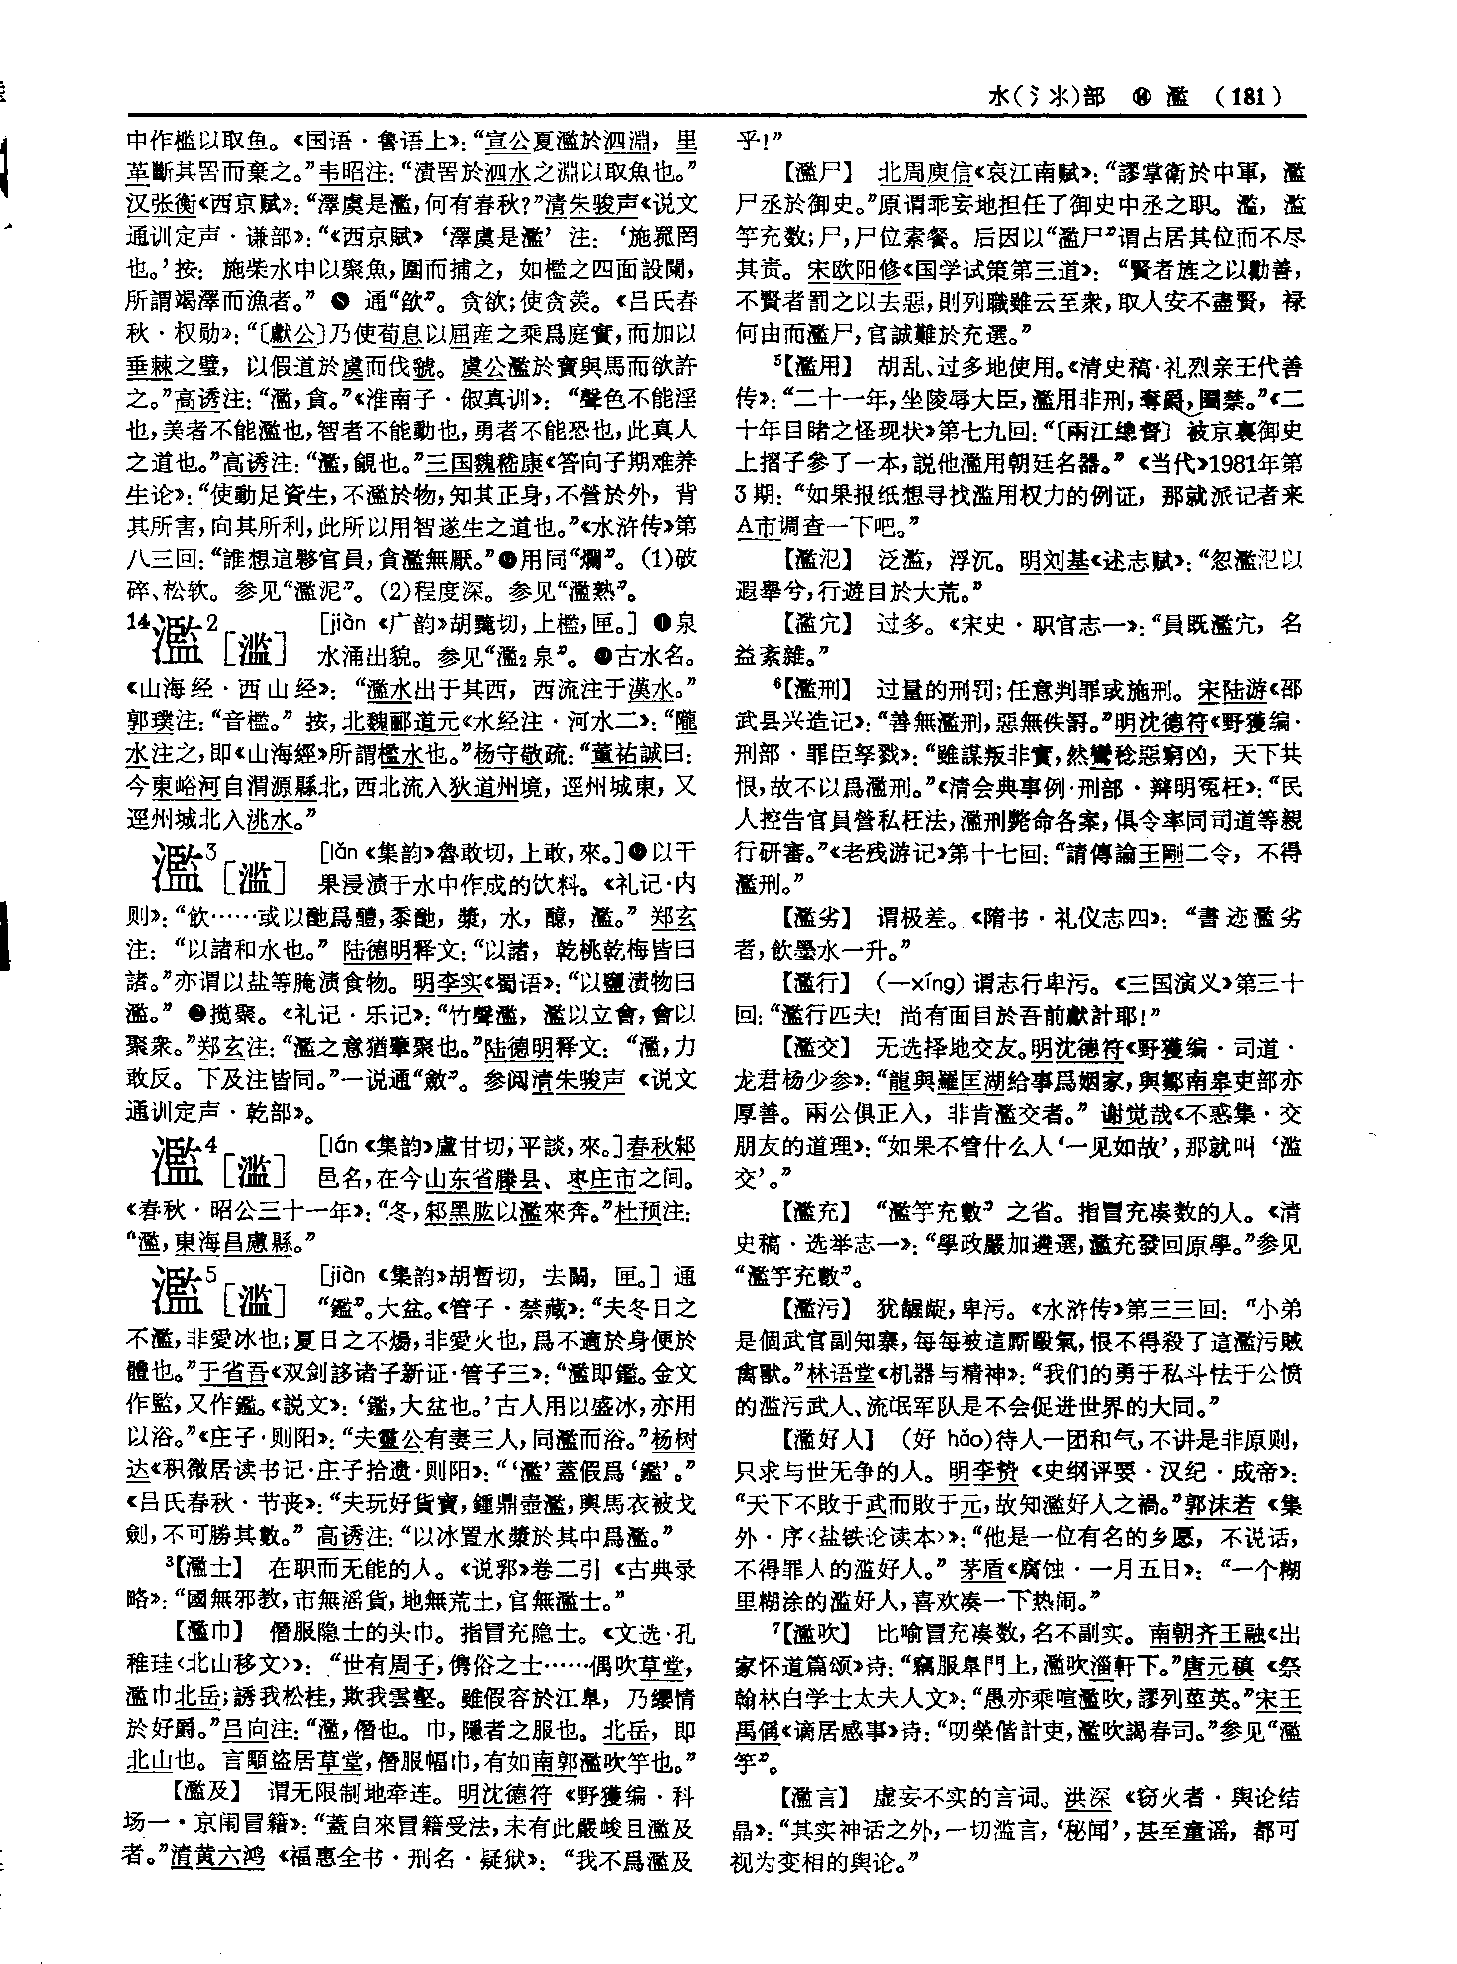 水(氵氺)部 ⑭ 濫 (181)
中作槛以取鱼。《国语·鲁语上》：“宣公夏濫於泗淵，里
革斷其罟而棄之。”韦昭注：“漬罟於泗水之淵以取魚也。”
汉张衡《西京赋》：“澤虞是濫，何有春秋？”清朱骏声《说文
通训定声·谦部》：“《西京賦》‘澤虞是濫’注：‘施罛罔
也。’按：施柴水中以聚魚，圍而捕之，如檻之四面設闌，
所謂竭澤而漁者。” 通“欿”。贪欲；使贪羡。《吕氏春
秋·权勋》：“〔獻公〕乃使荀息以屈産之乘爲庭實，而加以
垂棘之璧，以假道於虞而伐虢。虞公濫於寶與馬而欲許
之。”高诱注：“濫，貪。”《淮南子·俶真训》：“聲色不能淫
也，美者不能濫也，智者不能動也，勇者不能恐也，此真人
之道也。”高诱注：“濫，覦也。”三国魏嵇康《答向子期难养
生论》：“使動足資生，不濫於物，知其正身，不營於外，背
其所害，向其所利，此所以用智遂生之道也。”《水浒传》第
八三回：“誰想這夥官員，貪濫無厭。”用同“爛”。(1)破
碎、松软。参见“濫泥”。(2)程度深。参见“濫熟”。
14濫2［滥］ [jiàn《广韵》胡黤切，上檻，匣。] ❶泉
水涌出貌。参见“濫2泉”。❷古水名。
《山海经·西山经》：“濫水出于其西，西流注于漢水。”
郭璞注：“音檻。”按，北魏郦道元《水经注·河水二》：“隴
水注之，即《山海經》所謂濫水也。”杨守敬疏：“董祐誠曰：
今東峪河自渭源縣北，西北流入狄道州境，逕州城東，又
逕州城北入洮水。”
濫3［滥］ [lǎn《集韵》魯敢切，上敢，來。]❶以干
果浸渍于水中作成的饮料。《礼记·内
则》：“飲……或以酏爲醴，黍酏，漿，水，醷，濫。”郑玄
注：“以諸和水也。”陆德明释文：“以諸，乾桃乾梅皆曰
諸。”亦谓以盐等腌渍食物。明李实《蜀语》：“以鹽漬物曰
濫。”❷揽聚。《礼记·乐记》：“竹聲濫，濫以立會，會以
聚衆。”郑玄注：“濫之意猶擥聚也。”陆德明释文：“濫，力
敢反。下及注皆同。”一说通“斂”。参阅清朱骏声《说文
通训定声·乾部》。
濫4［滥］ [lán《集韵》盧甘切，平談，來。]春秋邾
邑名，在今山东省滕县、枣庄市之间。
《春秋·昭公三十一年》：“冬，邾黑肱以濫來奔。”杜预注：
“濫，東海昌慮縣。”
濫5［滥］ [jiàn《集韵》胡暫切，去闞，匣。] 通
“鑑”。大盆。《管子·禁藏》：“夫冬日之
不濫，非愛冰也；夏日之不煬，非愛火也，爲不適於身便於
體也。”于省吾《双剑誃诸子新证·管子三》：“濫即鑑。金文
作監，又作鑑。《説文》：‘鑑，大盆也。’古人用以盛冰，亦用
以浴。”《庄子·则阳》：“夫靈公有妻三人，同濫而浴。”杨树
达《积微居读书记·庄子拾遗·则阳》：“‘濫’蓋假爲‘鑑’。”
《吕氏春秋·节丧》：“夫玩好貨寶，鍾鼎壺濫，輿馬衣被戈
劍，不可勝其數。”高诱注：“以冰置水漿於其中爲濫。”
3【濫士】 在职而无能的人。《说郛》卷二引《古典录
略》：“國無邪教，市無淫貨，地無荒土，官無濫士。”
【濫巾】 僭服隐士的头巾。指冒充隐士。《文选·孔
稚珪〈北山移文〉》：“世有周子，儁俗之士……偶吹草堂，
濫巾北岳；誘我松桂，欺我雲壑。雖假容於江皋，乃纓情
於好爵。”吕向注：“濫，僭也。巾，隱者之服也。北岳，即
北山也。言顒盜居草堂，僭服幅巾，有如南郭濫吹竽也。”
【濫及】 谓无限制地牵连。明沈德符《野獲编·科
场一·京闱冒籍》：“蓋自來冒籍受法，未有此嚴峻且濫及
者。”清黄六鸿《福惠全书·刑名·疑狱》：“我不爲濫及
乎！”
【濫尸】 北周庾信《哀江南赋》：“謬掌衛於中軍，濫
尸丞於御史。”原谓乖妄地担任了御史中丞之职。滥，滥
竽充数；尸，尸位素餐。后因以“濫尸”谓占居其位而不尽
其责。宋欧阳修《国学试策第三道》：“賢者旌之以勸善，
不賢者罰之以去惡，則列職雖云至衆，取人安不盡賢，禄
何由而濫尸，官誠難於充選。”
5【濫用】 胡乱、过多地使用。《清史稿·礼烈亲王代善
传》：“二十一年，坐陵辱大臣，濫用非刑，奪爵，圈禁。”《二
十年目睹之怪现状》第七九回：“〔兩江總督〕被京裏御史
上摺子參了一本，説他濫用朝廷名器。”《当代》1981年第
3期：“如果报纸想寻找滥用权力的例证，那就派记者来
A市调查一下吧。”
【濫氾】 泛滥，浮沉。明刘基《述志赋》：“忽濫氾以
遐舉兮，行遊目於大荒。”
【濫宂】 过多。《宋史·职官志一》：“員既濫宂，名
益紊雜。”
6【濫刑】 过量的刑罚；任意判罪或施刑。宋陆游《邵
武县兴造记》：“善無濫刑，惡無佚罰。”明沈德符《野獲编·
刑部·罪臣孥戮》：“雖謀叛非實，然鸞稔惡窮凶，天下共
恨，故不以爲濫刑。”《清会典事例·刑部·辩明冤枉》：“民
人控告官員營私枉法，濫刑斃命各案，俱令率同司道等親
行研審。”《老残游记》第十七回：“請傳諭王剛二令，不得
濫刑。”
【濫劣】 谓极差。《隋书·礼仪志四》：“書迹濫劣
者，飲墨水一升。”
【濫行】 (—xíng)谓志行卑污。《三国演义》第三十
回：“濫行匹夫！尚有面目於吾前獻計耶！”
【濫交】 无选择地交友。明沈德符《野獲编·司道·
龙君杨少参》：“龍與羅匡湖給事爲姻家，與鄒南皋吏部亦
厚善。兩公俱正入，非肯濫交者。”谢觉哉《不惑集·交
朋友的道理》：“如果不管什么人‘一见如故’，那就叫‘滥
交’。”
【濫充】 “濫竽充數”之省。指冒充凑数的人。《清
史稿·选举志一》：“學政嚴加遴選，濫充發回原學。”参见
“濫竽充數”。
【濫污】 犹龌龊，卑污。《水浒传》第三三回：“小弟
是個武官副知寨，每每被這厮毆氣，恨不得殺了這濫污賊
禽獸。”林语堂《机器与精神》：“我们的勇于私斗怯于公愤
的滥污武人、流氓军队是不会促进世界的大同。”
【濫好人】 (好 hǎo)待人一团和气，不讲是非原则，
只求与世无争的人。明李贽《史纲评要·汉纪·成帝》：
“天下不敗于武而敗于元，故知濫好人之禍。”郭沫若《集
外·序〈盐铁论读本〉》：“他是一位有名的乡愿，不说话，
不得罪人的滥好人。”茅盾《腐蚀·一月五日》：“一个糊
里糊涂的滥好人，喜欢凑一下热闹。”
7【濫吹】 比喻冒充凑数，名不副实。南朝齐王融《出
家怀道篇颂》诗：“竊服皋門上，濫吹淄軒下。”唐元稹《祭
翰林白学士太夫人文》：“愚亦乘喧濫吹，謬列莖英。”宋王
禹偁《谪居感事》诗：“叨榮偕計吏，濫吹謁春司。”参见“濫
竽”。
【濫言】 虚妄不实的言词。洪深《窃火者·舆论结
晶》：“其实神话之外，一切滥言，‘秘闻’，甚至童谣，都可
视为变相的舆论。”